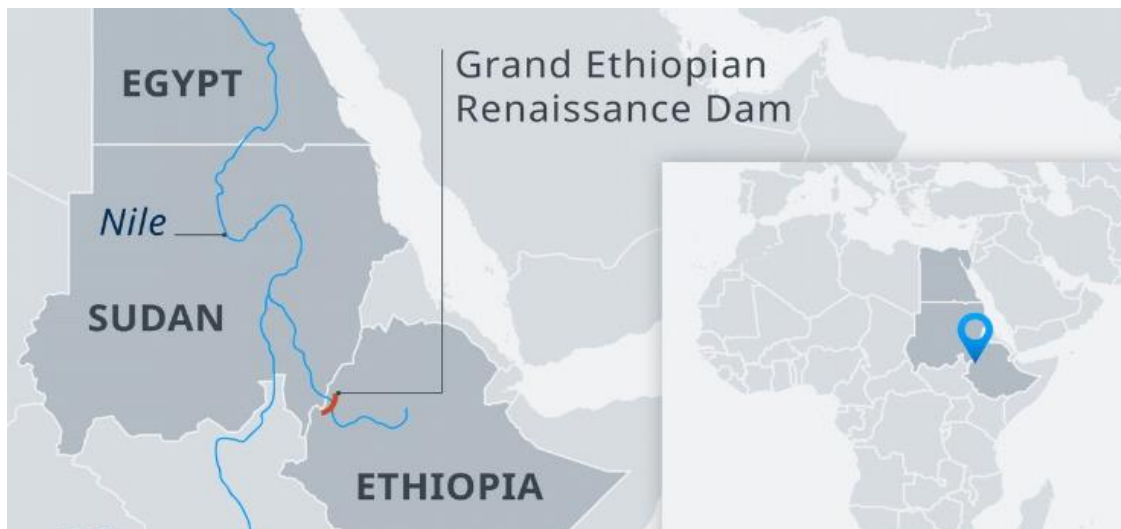 EGYPT
Grand Ethiopian
Renaissance Dam
Nile
SUDAN
ETHIOPIA